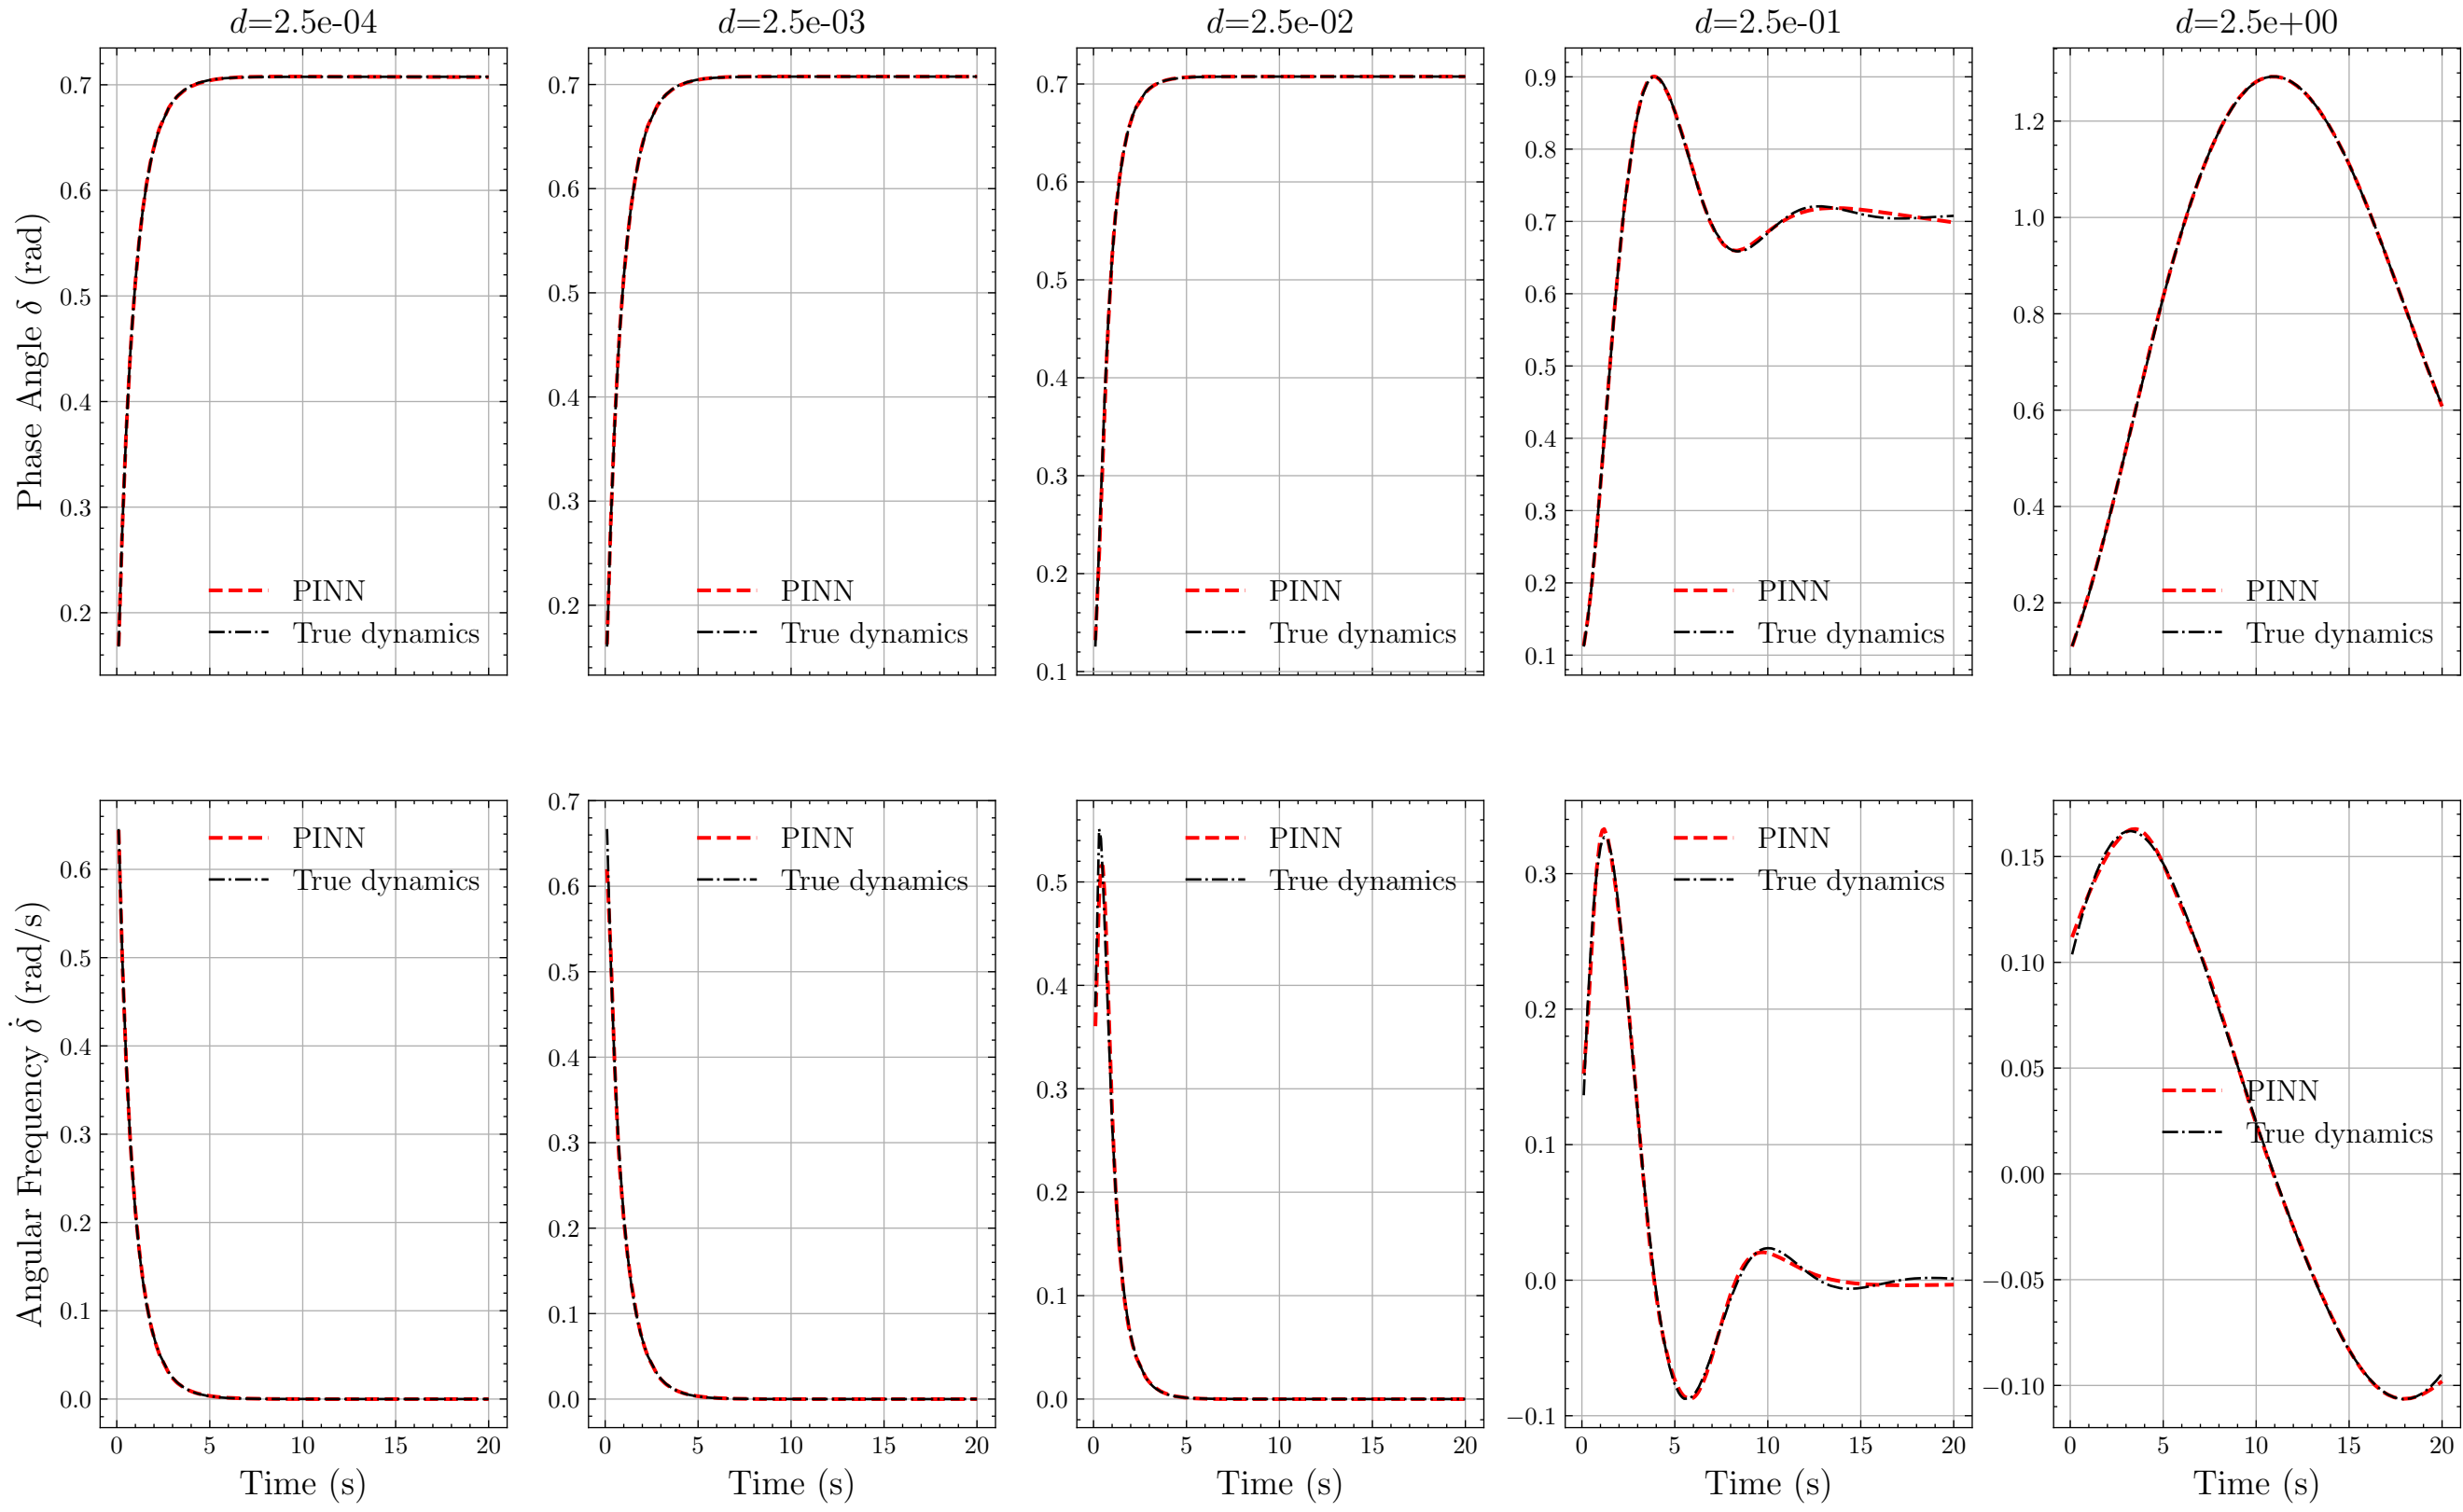 d=2.5e-04
d=2.5e-03
d=2.5e-02
d=2.5e-01
d=2.5e+00
Phase Angle δ (rad)
0.7
0.6
0.5
0.4
0.3
0.2
PINN
True dynamics
0.7
0.6
0.5
0.4
0.3
0.2
PINN
True dynamics
0.7
0.6
0.5
0.4
0.3
0.2
0.1
PINN
True dynamics
0.9
0.8
0.7
0.6
0.5
0.4
0.3
0.2
0.1
PINN
True dynamics
1.2
1.0
0.8
0.6
0.4
0.2
PINN
True dynamics
Angular Frequency δ̇ (rad/s)
0.6
0.5
0.4
0.3
0.2
0.1
0.0
PINN
True dynamics
0 5 10 15 20
Time (s)
0.7
0.6
0.5
0.4
0.3
0.2
0.1
0.0
PINN
True dynamics
0 5 10 15 20
Time (s)
0.5
0.4
0.3
0.2
0.1
0.0
PINN
True dynamics
0 5 10 15 20
Time (s)
0.3
0.2
0.1
0.0
−0.1
PINN
True dynamics
0 5 10 15 20
Time (s)
0.15
0.10
0.05
0.00
−0.05
−0.10
PINN
True dynamics
0 5 10 15 20
Time (s)